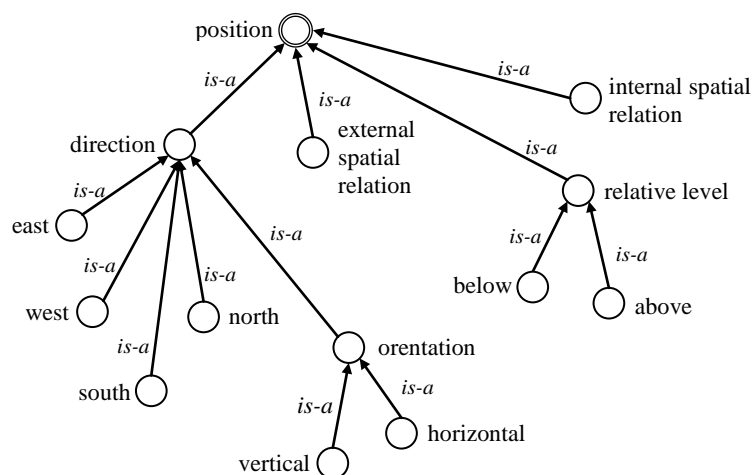 position
is-a
is-a
is-a
internal spatial
relation
direction
external
spatial
relation
is-a
is-a
relative level
east
is-a
is-a
is-a
is-a
below
above
is-a
west
north
is-a
orentation
south
is-a
is-a
horizontal
vertical